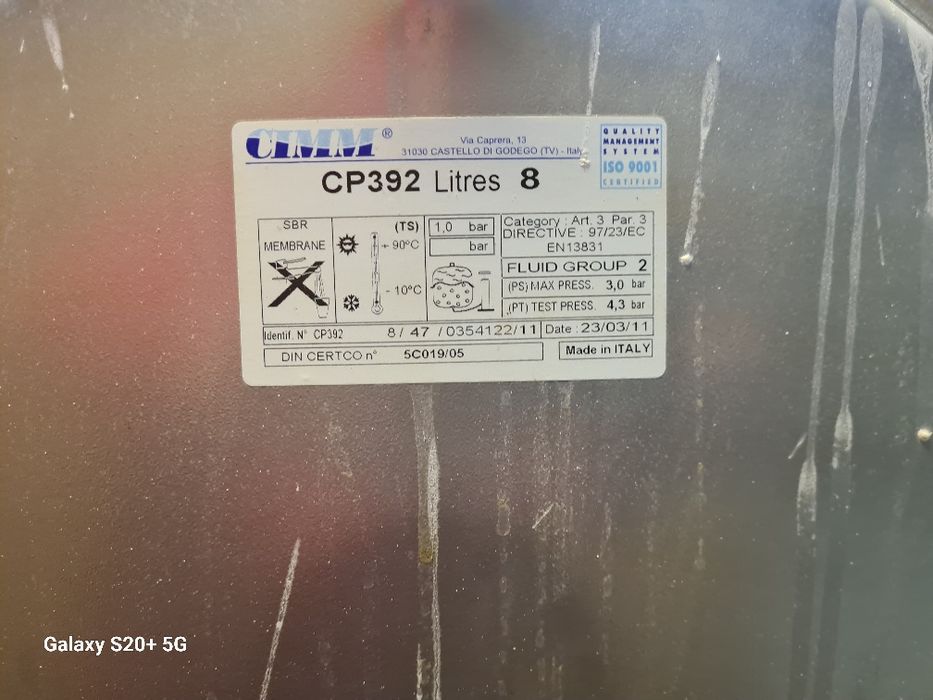 CIMM®
Via Caprera, 13
31030 CASTELLO DI GODEGO (TV) - Italy
QUALITY
MANAGEMENT
SYSTEM
ISO 9001
CERTIFIED
CP392 Litres 8
SBR
MEMBRANE
(TS)
+ 90°C
- 10°C
1,0 bar
bar
Category : Art. 3 Par. 3
DIRECTIVE : 97/23/EC
EN13831
FLUID GROUP 2
(PS) MAX PRESS. 3,0 bar
(PT) TEST PRESS. 4,3 bar
Identif. N° CP392 8 / 47 / 0354122/11 Date : 23/03/11
DIN CERTCO n° 5C019/05 Made in ITALY
Galaxy S20+ 5G